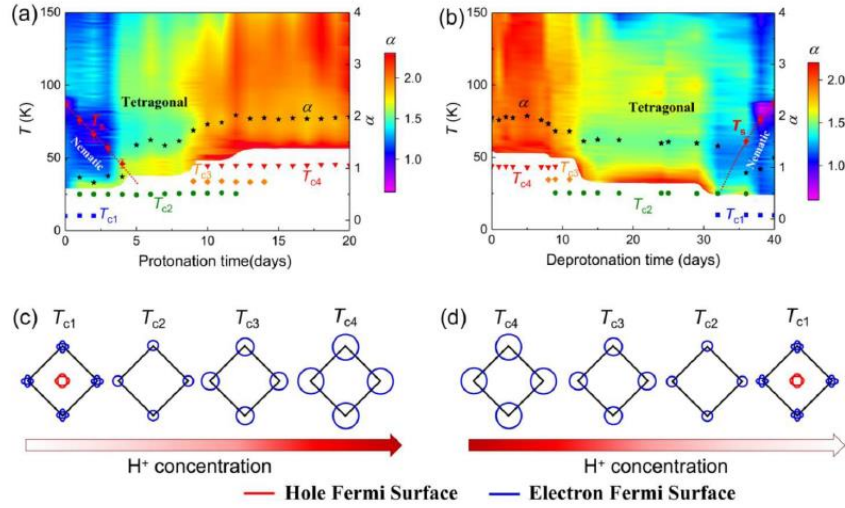 (a)
(b)
150
100
50
0
T (K)
0 5 10 15 20
Protonation time(days)
4
3
2
1
0
α
α
2.0
1.5
1.0
Tetragonal
Nematic
Ts
α
Tc1
Tc2
Tc3
Tc4
150
100
50
0
T (K)
0 10 20 30 40
Deprotonation time (days)
4
3
2
1
0
α
α
2.0
1.5
1.0
Tetragonal
Nematic
Ts
α
Tc4
Tc3
Tc2
Tc1
(c) Tc1 Tc2 Tc3 Tc4
H+ concentration
(d) Tc4 Tc3 Tc2 Tc1
H+ concentration
Hole Fermi Surface Electron Fermi Surface